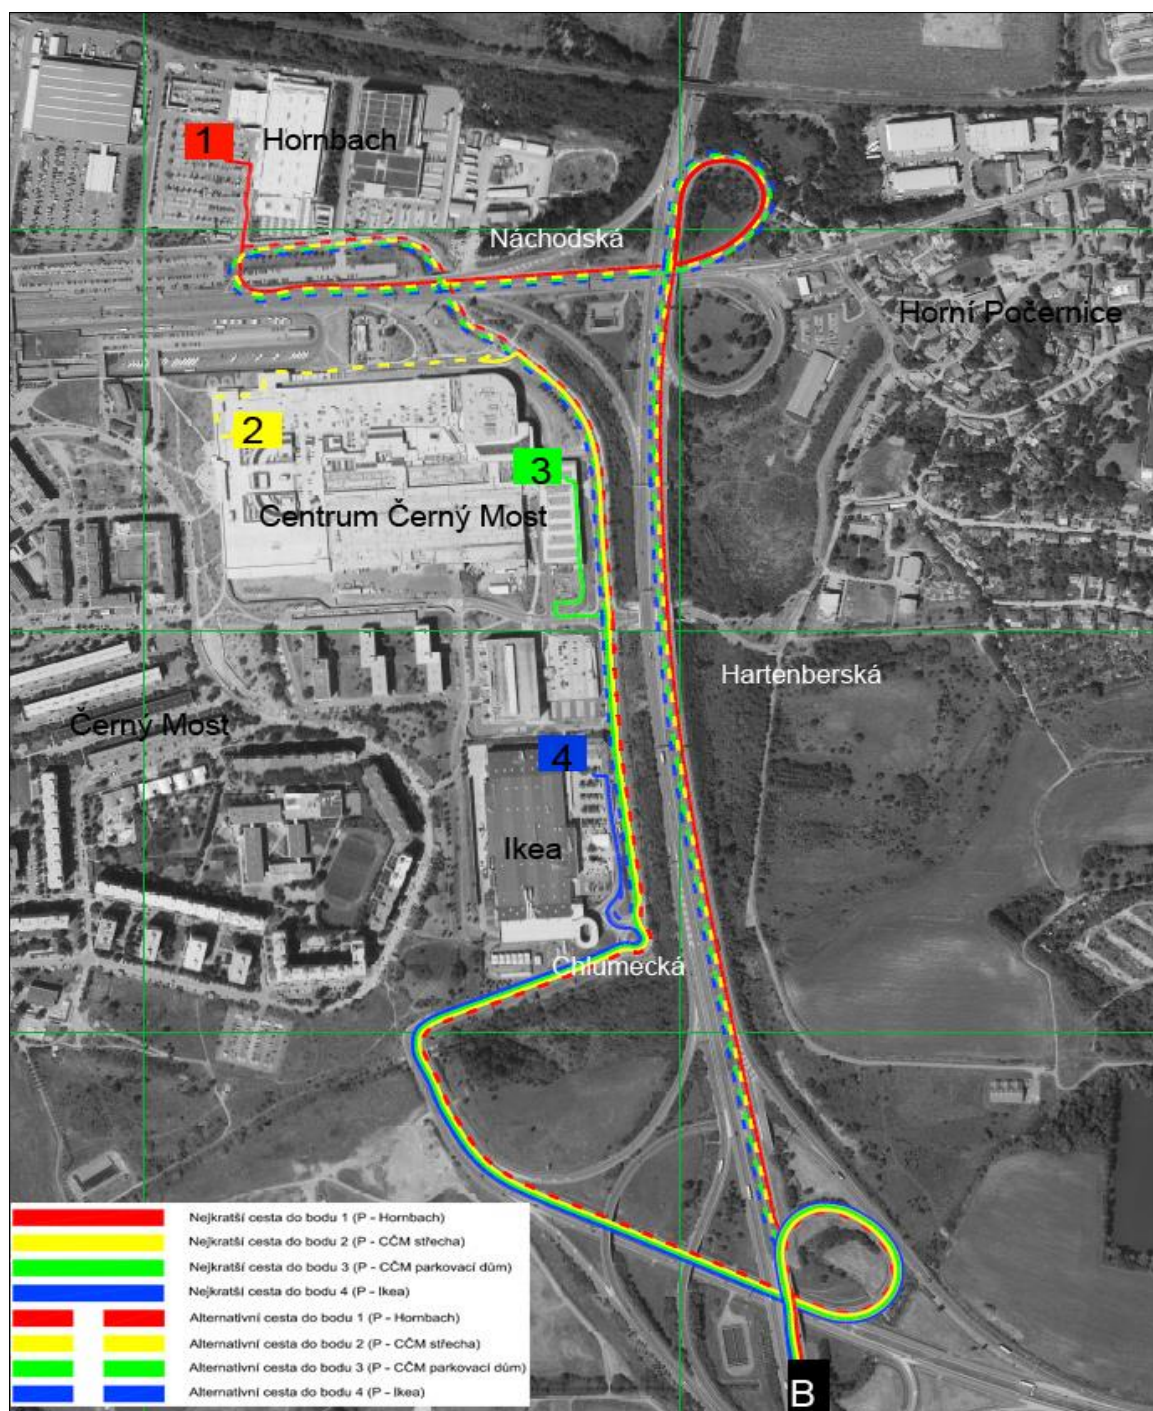 1
Hornbach
Náchodská
Horní Počernice
2
3
Centrum Černý Most
Hartenberská
Černý Most
4
Ikea
Chlumecká
Nejkratší cesta do bodu 1 (P - Hornbach)
Nejkratší cesta do bodu 2 (P - CČM střecha)
Nejkratší cesta do bodu 3 (P - CČM parkovací dům)
Nejkratší cesta do bodu 4 (P - Ikea)
Alternativní cesta do bodu 1 (P - Hornbach)
Alternativní cesta do bodu 2 (P - CČM střecha)
Alternativní cesta do bodu 3 (P - CČM parkovací dům)
Alternativní cesta do bodu 4 (P - Ikea)
B